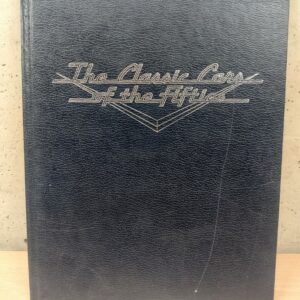 The Classic Cars
of the Fifties